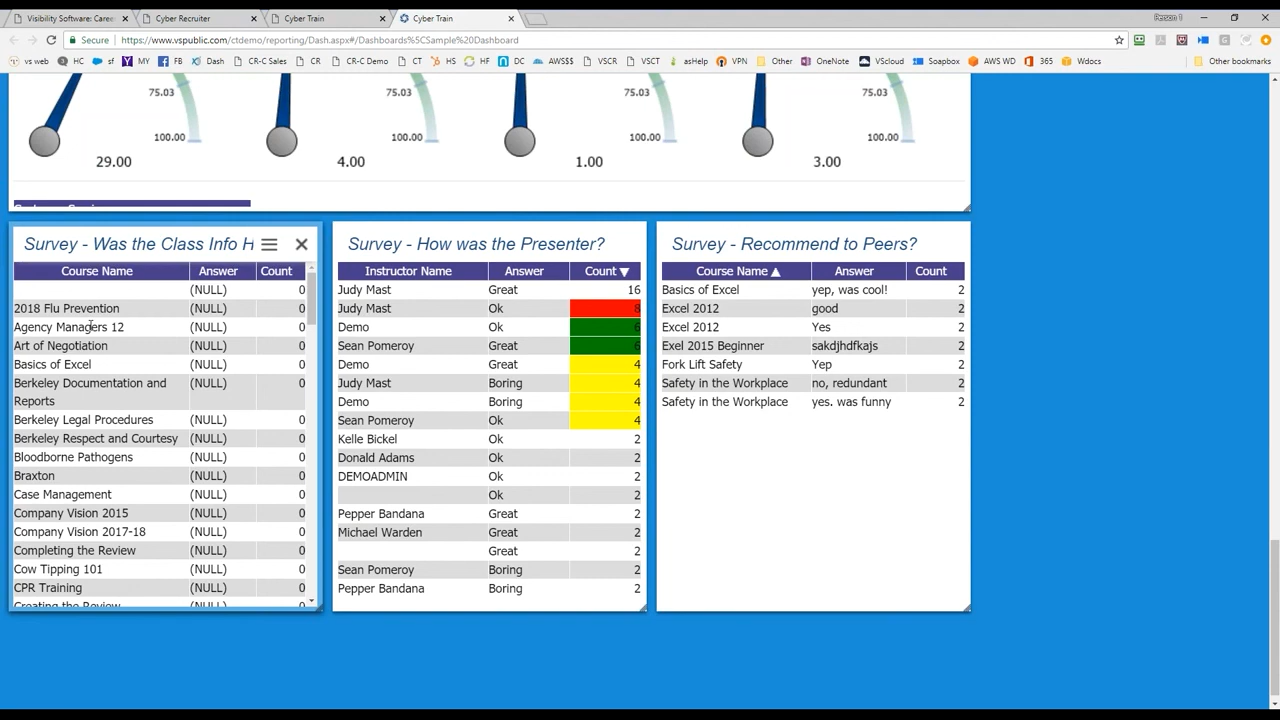 Visibility Software: Caree
Cyber Recruiter
Cyber Train
Cyber Train
Person 1
Secure
https://www.vspublic.com/ctdemo/reporting/Dash.aspx#/Dashboards%5CSample%20Dashboard
vs web HC sf MY FB Dash CR-C Sales CR CR-C Demo CT HS HF DC AWS$$ VSCR VSCT asHelp VPN Other OneNote VScloud Soapbox AWS WD 365 Wdocs Other bookmarks
75.03 75.03 75.03 75.03
100.00 100.00 100.00 100.00
29.00 4.00 1.00 3.00
Survey - Was the Class Info H
Course Name Answer Count
(NULL) 0
2018 Flu Prevention (NULL) 0
Agency Managers 12 (NULL) 0
Art of Negotiation (NULL) 0
Basics of Excel (NULL) 0
Berkeley Documentation and (NULL) 0
Reports
Berkeley Legal Procedures (NULL) 0
Berkeley Respect and Courtesy (NULL) 0
Bloodborne Pathogens (NULL) 0
Braxton (NULL) 0
Case Management (NULL) 0
Company Vision 2015 (NULL) 0
Company Vision 2017-18 (NULL) 0
Completing the Review (NULL) 0
Cow Tipping 101 (NULL) 0
CPR Training (NULL) 0
Creating the Review (NULL) 0
Survey - How was the Presenter?
Instructor Name Answer Count
Judy Mast Great 16
Judy Mast Ok 8
Demo Ok 6
Sean Pomeroy Great 6
Demo Great 4
Judy Mast Boring 4
Demo Boring 4
Sean Pomeroy Ok 4
Kelle Bickel Ok 2
Donald Adams Ok 2
DEMOADMIN Ok 2
Ok 2
Pepper Bandana Great 2
Michael Warden Great 2
Great 2
Sean Pomeroy Boring 2
Pepper Bandana Boring 2
Survey - Recommend to Peers?
Course Name Answer Count
Basics of Excel yep, was cool! 2
Excel 2012 good 2
Excel 2012 Yes 2
Exel 2015 Beginner sakdjhdfkajs 2
Fork Lift Safety Yep 2
Safety in the Workplace no, redundant 2
Safety in the Workplace yes. was funny 2